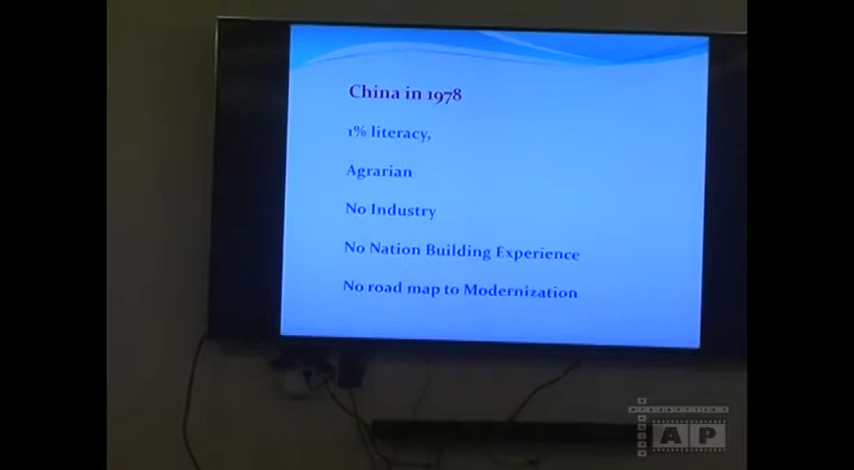 China in 1978
1% literacy,
Agrarian
No Industry
No Nation Building Experience
No road map to Modernization
AP